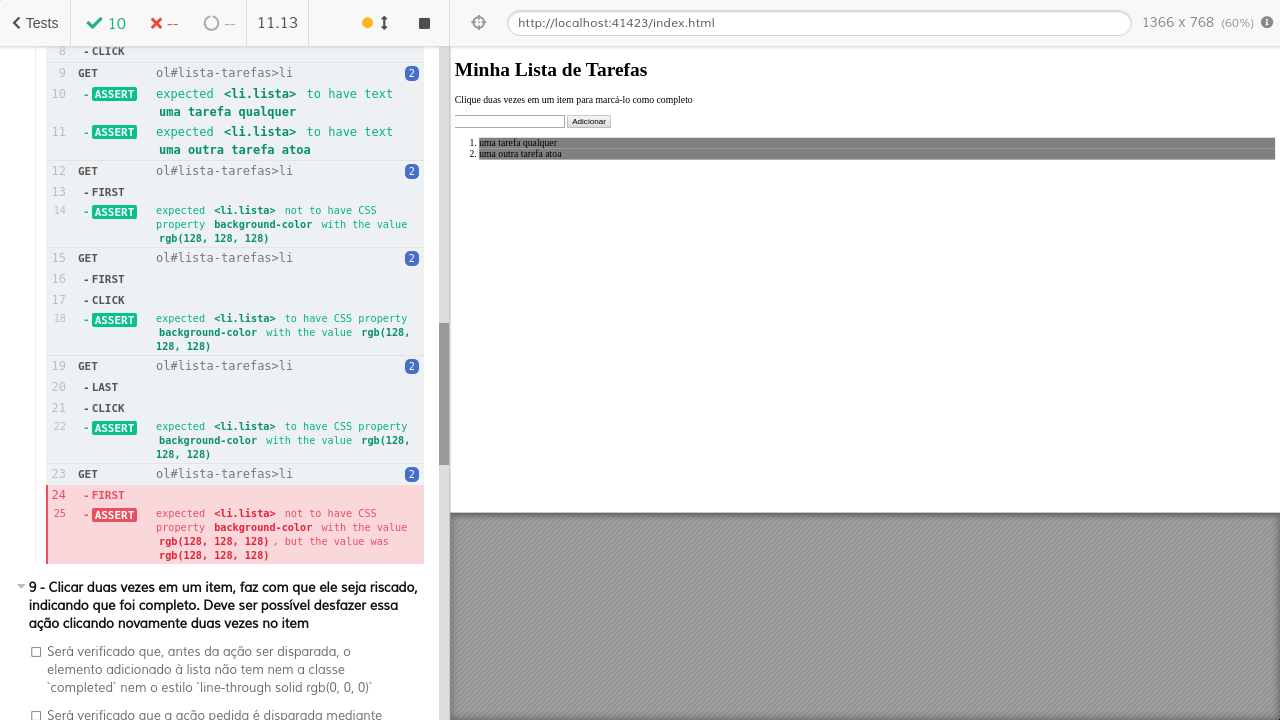 Tests 10 -- -- 11.13 http://localhost:41423/index.html 1366 x 768 (60%)
8 - CLICK
9 GET ol#lista-tarefas>li 2
10 - ASSERT expected <li.lista> to have text
uma tarefa qualquer
11 - ASSERT expected <li.lista> to have text
uma outra tarefa atoa
12 GET ol#lista-tarefas>li 2
13 - FIRST
14 - ASSERT expected <li.lista> not to have CSS
property background-color with the value
rgb(128, 128, 128)
15 GET ol#lista-tarefas>li 2
16 - FIRST
17 - CLICK
18 - ASSERT expected <li.lista> to have CSS property
background-color with the value rgb(128,
128, 128)
19 GET ol#lista-tarefas>li 2
20 - LAST
21 - CLICK
22 - ASSERT expected <li.lista> to have CSS property
background-color with the value rgb(128,
128, 128)
23 GET ol#lista-tarefas>li 2
24 - FIRST
25 - ASSERT expected <li.lista> not to have CSS
property background-color with the value
rgb(128, 128, 128), but the value was
rgb(128, 128, 128)
9 - Clicar duas vezes em um item, faz com que ele seja riscado,
indicando que foi completo. Deve ser possível desfazer essa
ação clicando novamente duas vezes no item
Será verificado que, antes da ação ser disparada, o
elemento adicionado à lista não tem nem a classe
`completed` nem o estilo `line-through solid rgb(0, 0, 0)`
Será verificado que a ação pedida é disparada mediante
Minha Lista de Tarefas
Clique duas vezes em um item para marcá-lo como completo
Adicionar
1. uma tarefa qualquer
2. uma outra tarefa atoa